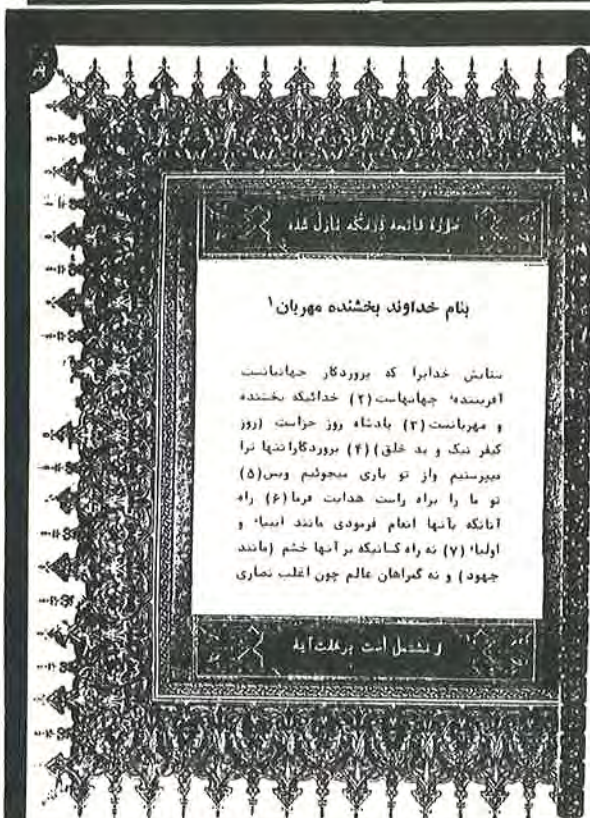 سوره فاتحه در مکه نازل شده
بنام خداوند بخشنده مهربان ۱
ستایش خدایرا که پروردگار جهانیانست
آفرینندهٔ جهانهاست (۲) خدائیکه بخشنده
و مهربانست (۳) پادشاه روز جزاست (روز
کیفر نیک و بد خلق) (۴) پروردگارا تنها ترا
میپرستیم واز تو یاری میجوئیم وبس (۵)
تو ما را براه راست هدایت فرما (۶) راه
آنانکه بآنها انعام فرمودی مانند انبیاء و
اولیاء (۷) نه راه کسانیکه بر آنها خشم (مانند
جهود) و نه گمراهان عالم چون اغلب نصاری
و مشتمل است بر هفت آیه